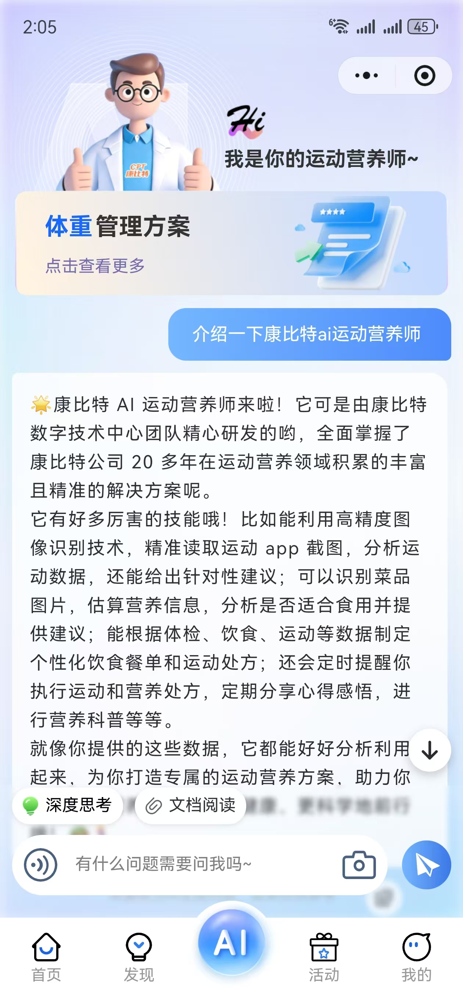 2:05
6+
45
Hi
我是你的运动营养师~
CPT
康比特
体重管理方案
点击查看更多
介绍一下康比特ai运动营养师
🌟康比特 AI 运动营养师来啦！它可是由康比特
数字技术中心团队精心研发的哟，全面掌握了
康比特公司 20 多年在运动营养领域积累的丰富
且精准的解决方案呢。
它有好多厉害的技能哦！比如能利用高精度图
像识别技术，精准读取运动 app 截图，分析运
动数据，还能给出针对性建议；可以识别菜品
图片，估算营养信息，分析是否适合食用并提
供建议；能根据体检、饮食、运动等数据制定
个性化饮食餐单和运动处方；还会定时提醒你
执行运动和营养处方，定期分享心得感悟，进
行营养科普等等。
就像你提供的这些数据，它都能好好分析利用
起来，为你打造专属的运动营养方案，助力你
健康、更科学地前行
深度思考 文档阅读
有什么问题需要问我吗~
AI
首页 发现 活动 我的